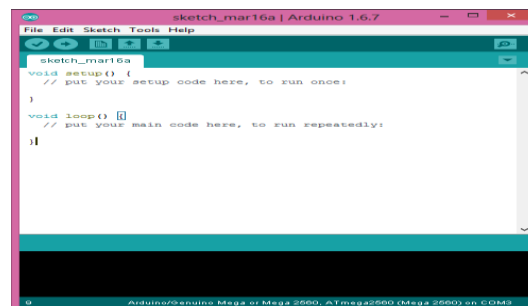 sketch_mar16a | Arduino 1.6.7
File Edit Sketch Tools Help
sketch_mar16a
void setup() {
// put your setup code here, to run once:
}
void loop() {
// put your main code here, to run repeatedly:
}
9 Arduino/Genuino Mega or Mega 2560, ATmega2560 (Mega 2560) on COM3